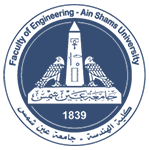 Faculty of Engineering - Ain Shams University
جامعة عين شمس
1839
كلية الهندسة - جامعة عين شمس